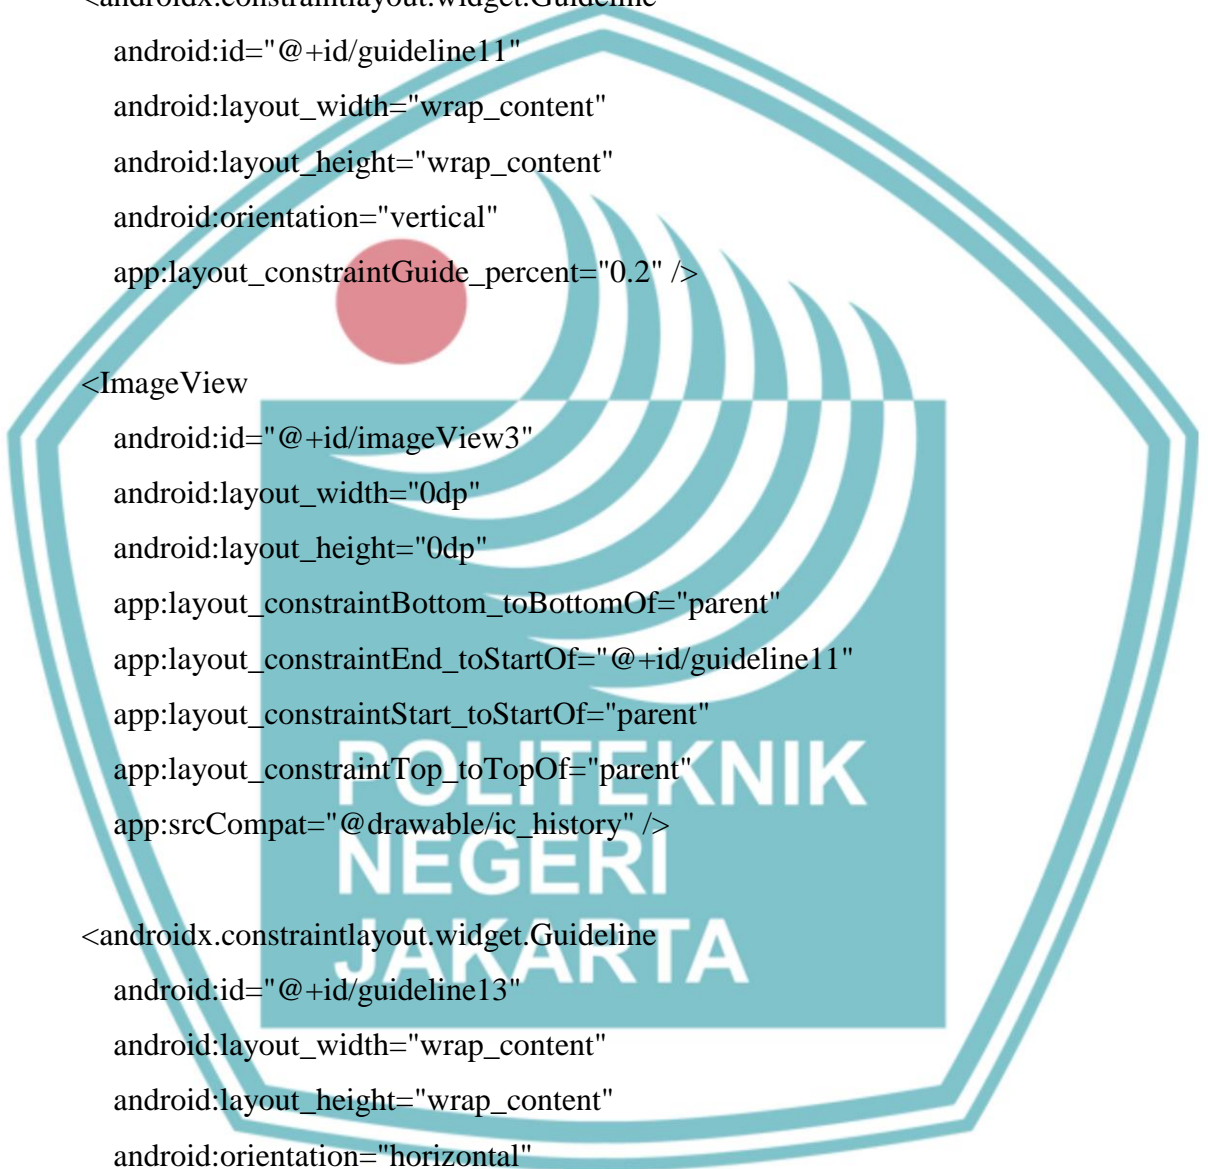 <androidx.constraintlayout.widget.Guideline
android:id="@+id/guideline11"
android:layout_width="wrap_content"
android:layout_height="wrap_content"
android:orientation="vertical"
app:layout_constraintGuide_percent="0.2" />
<ImageView
android:id="@+id/imageView3"
android:layout_width="0dp"
android:layout_height="0dp"
app:layout_constraintBottom_toBottomOf="parent"
app:layout_constraintEnd_toStartOf="@+id/guideline11"
app:layout_constraintStart_toStartOf="parent"
app:layout_constraintTop_toTopOf="parent"
app:srcCompat="@drawable/ic_history" />
<androidx.constraintlayout.widget.Guideline
android:id="@+id/guideline13"
android:layout_width="wrap_content"
android:layout_height="wrap_content"
android:orientation="horizontal"
POLITEKNIK
NEGERI
JAKARTA